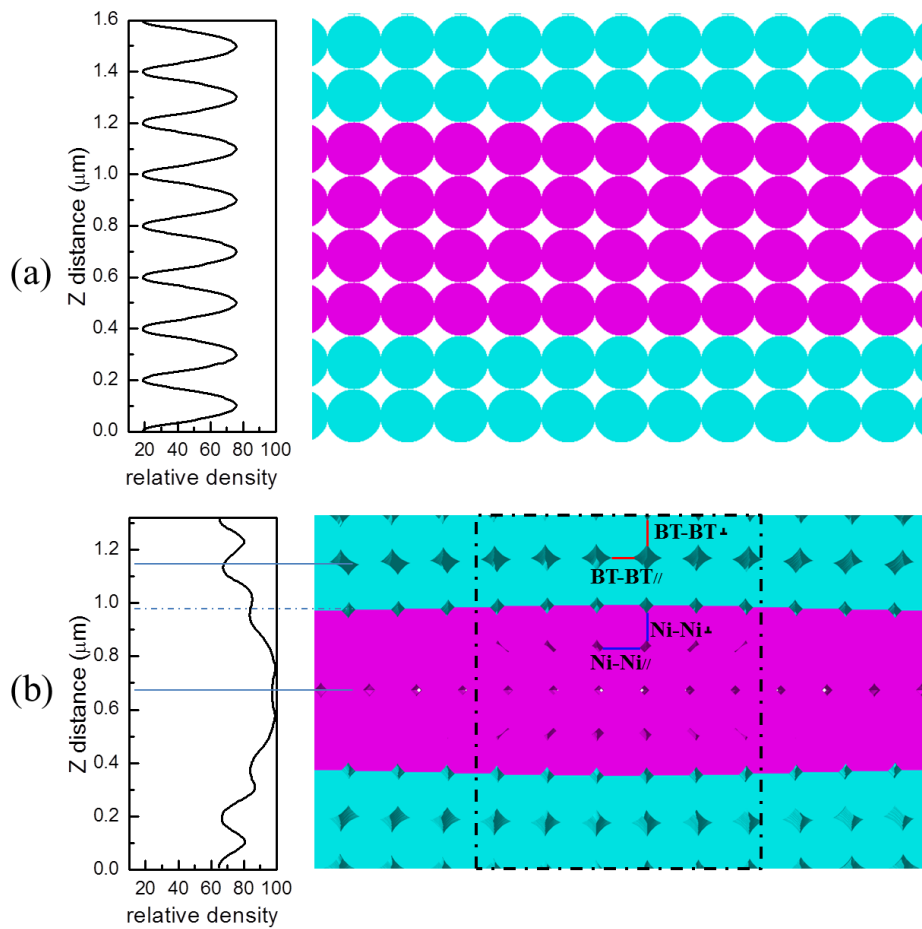 1.6
1.4
1.2
1.0
0.8
0.6
0.4
0.2
0.0
Z distance (μm)
(a)
20 40 60 80 100
relative density
1.2
1.0
0.8
0.6
0.4
0.2
0.0
Z distance (μm)
(b)
20 40 60 80 100
relative density
BT-BT⊥
BT-BT//
Ni-Ni⊥
Ni-Ni//